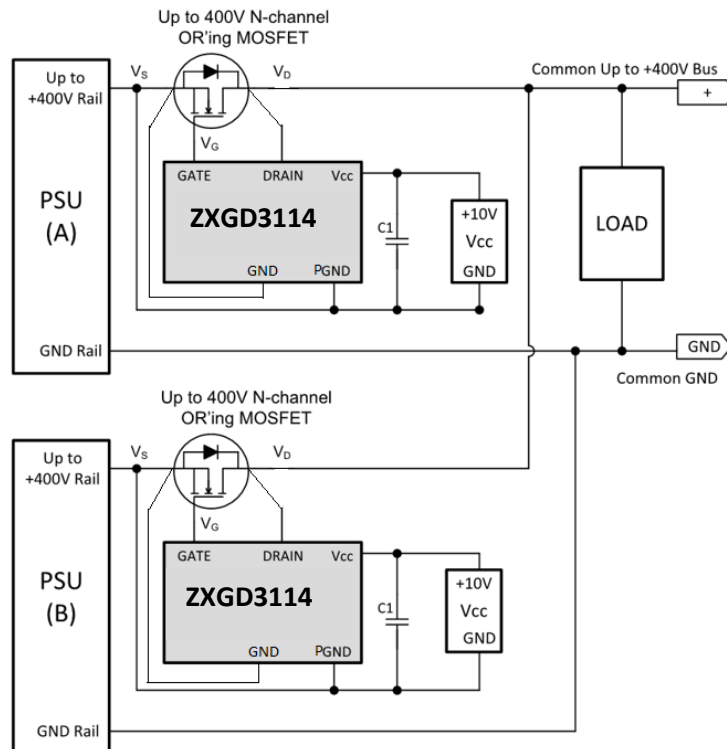 Up to 400V N-channel
OR'ing MOSFET
Up to
+400V Rail
VS
VD
Common Up to +400V Bus
+
VG
GATE
DRAIN
Vcc
PSU
(A)
ZXGD3114
C1
+10V
Vcc
GND
LOAD
GND
PGND
GND Rail
GND
Common GND
Up to 400V N-channel
OR'ing MOSFET
Up to
+400V Rail
VS
VD
VG
GATE
DRAIN
Vcc
PSU
(B)
ZXGD3114
C1
+10V
Vcc
GND
GND
PGND
GND Rail